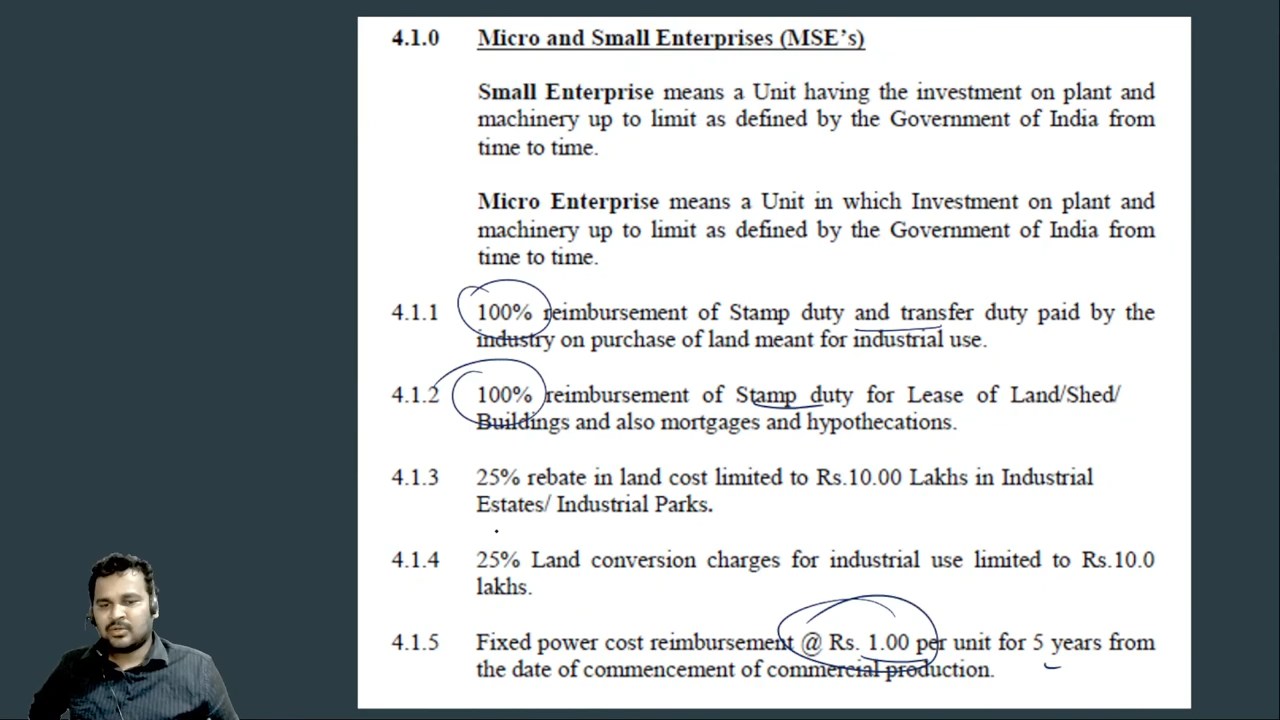 4.1.0 Micro and Small Enterprises (MSE's)
Small Enterprise means a Unit having the investment on plant and
machinery up to limit as defined by the Government of India from
time to time.
Micro Enterprise means a Unit in which Investment on plant and
machinery up to limit as defined by the Government of India from
time to time.
4.1.1 100% reimbursement of Stamp duty and transfer duty paid by the
industry on purchase of land meant for industrial use.
4.1.2 100% reimbursement of Stamp duty for Lease of Land/Shed/
Buildings and also mortgages and hypothecations.
4.1.3 25% rebate in land cost limited to Rs.10.00 Lakhs in Industrial
Estates/ Industrial Parks.
4.1.4 25% Land conversion charges for industrial use limited to Rs.10.0
lakhs.
4.1.5 Fixed power cost reimbursement @ Rs. 1.00 per unit for 5 years from
the date of commencement of commercial production.